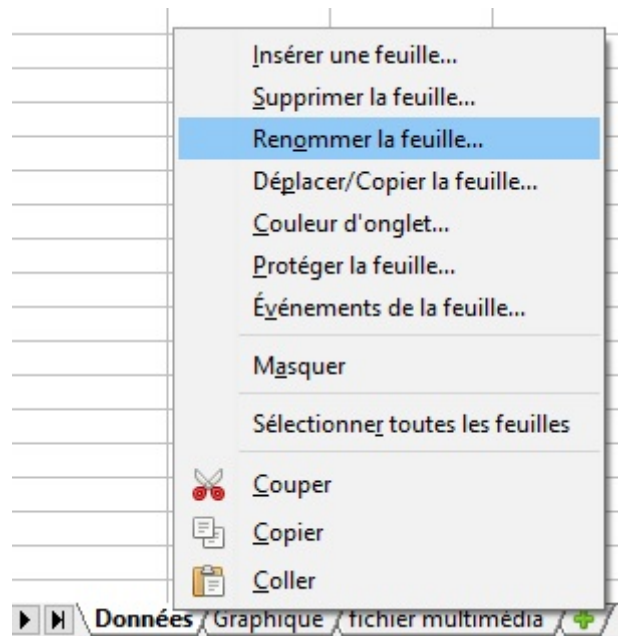 Insérer une feuille...
Supprimer la feuille...
Renommer la feuille...
Déplacer/Copier la feuille...
Couleur d'onglet...
Protéger la feuille...
Événements de la feuille...
Masquer
Sélectionner toutes les feuilles
Couper
Copier
Coller
Données Graphique fichier multimédia